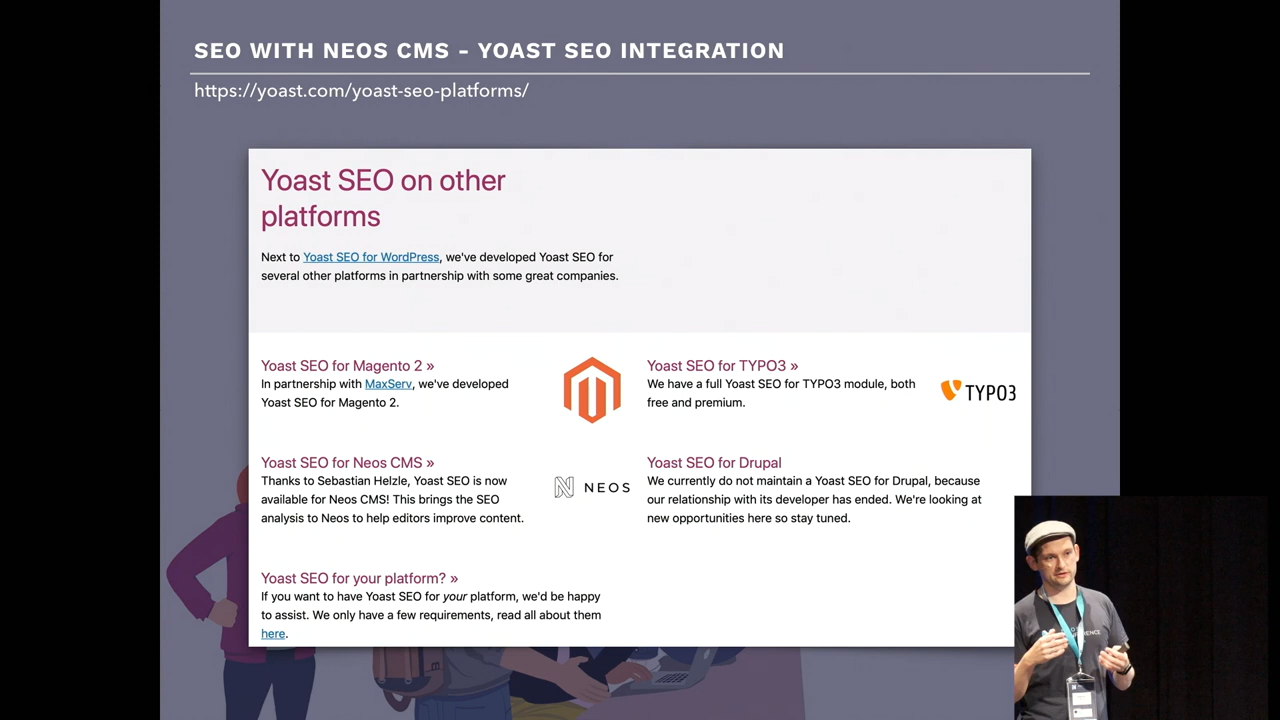 SEO WITH NEOS CMS – YOAST SEO INTEGRATION
https://yoast.com/yoast-seo-platforms/
Yoast SEO on other
platforms
Next to Yoast SEO for WordPress, we've developed Yoast SEO for
several other platforms in partnership with some great companies.
Yoast SEO for Magento 2 »
In partnership with MaxServ, we've developed
Yoast SEO for Magento 2.
Yoast SEO for TYPO3 »
We have a full Yoast SEO for TYPO3 module, both
free and premium.
TYPO3
Yoast SEO for Neos CMS »
Thanks to Sebastian Helzle, Yoast SEO is now
available for Neos CMS! This brings the SEO
analysis to Neos to help editors improve content.
NEOS
Yoast SEO for Drupal
We currently do not maintain a Yoast SEO for Drupal, because
our relationship with its developer has ended. We're looking at
new opportunities here so stay tuned.
Yoast SEO for your platform? »
If you want to have Yoast SEO for your platform, we'd be happy
to assist. We only have a few requirements, read all about them
here.